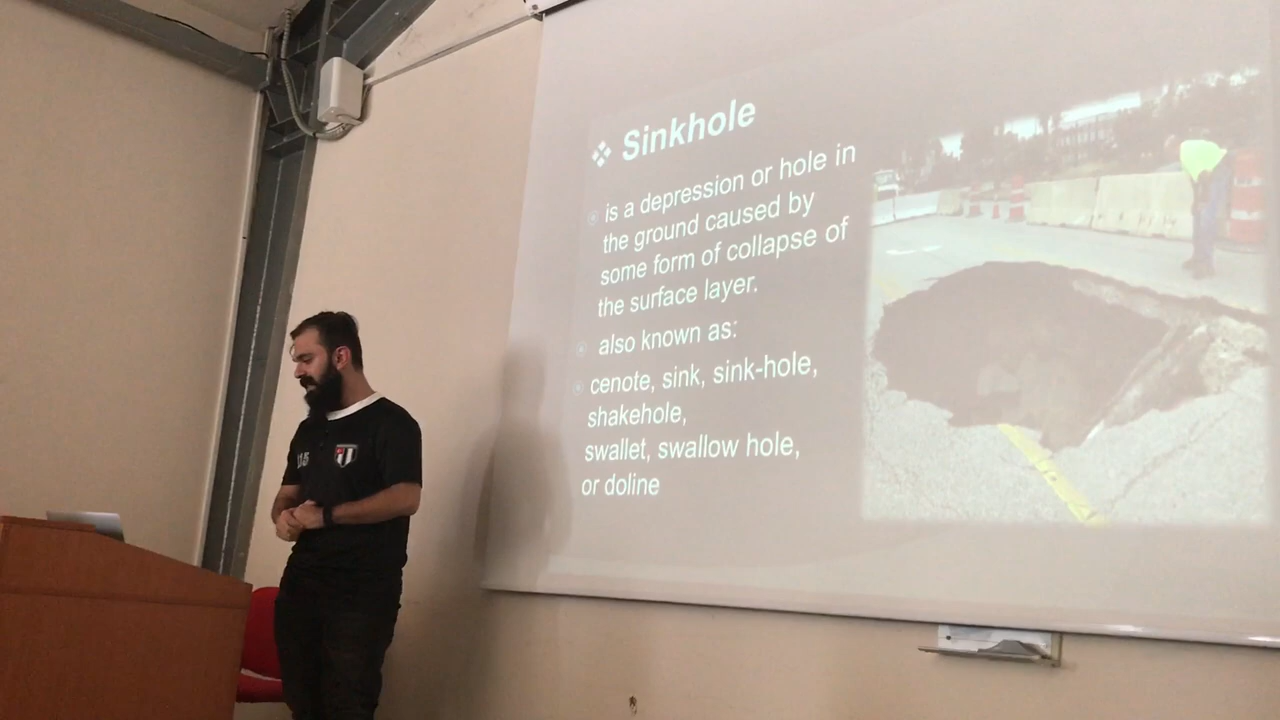 Sinkhole
is a depression or hole in
the ground caused by
some form of collapse of
the surface layer.
also known as:
cenote, sink, sink-hole,
shakehole,
swallet, swallow hole,
or doline